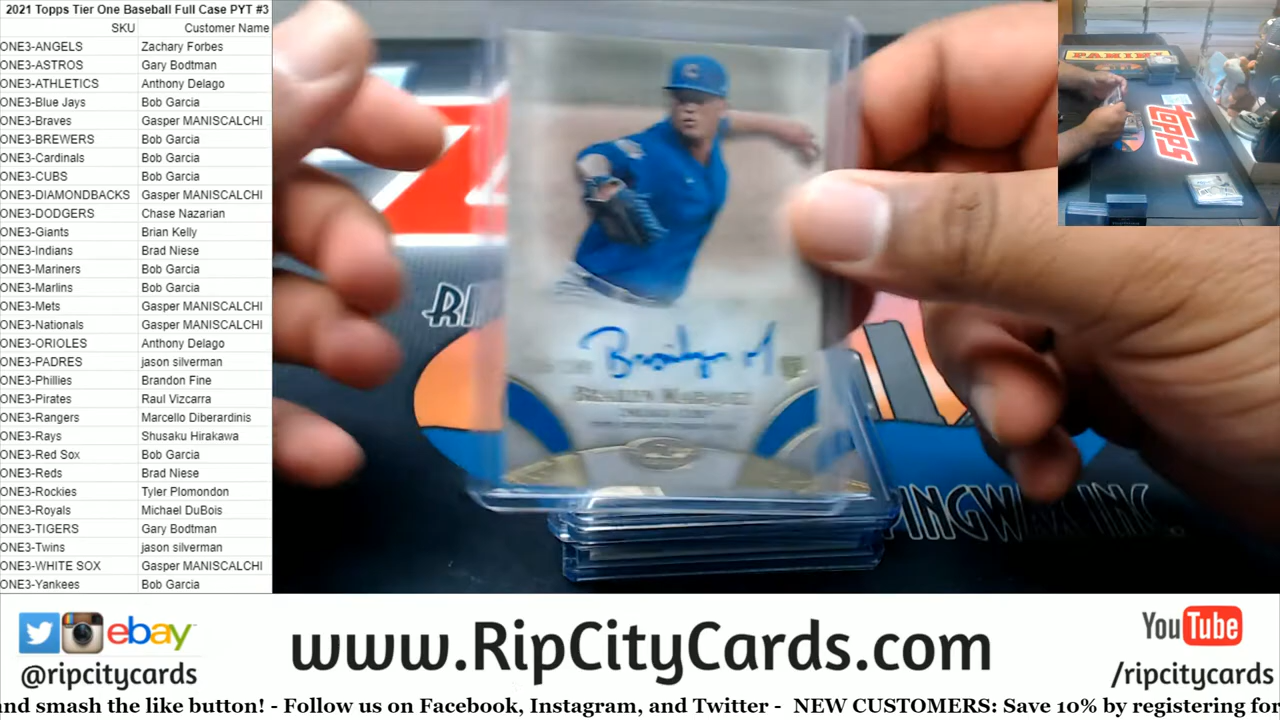 2021 Topps Tier One Baseball Full Case PYT #3
SKU Customer Name
ONE3-ANGELS Zachary Forbes
ONE3-ASTROS Gary Bodtman
ONE3-ATHLETICS Anthony Delago
ONE3-Blue Jays Bob Garcia
ONE3-Braves Gasper MANISCALCHI
ONE3-BREWERS Bob Garcia
ONE3-Cardinals Bob Garcia
ONE3-CUBS Bob Garcia
ONE3-DIAMONDBACKS Gasper MANISCALCHI
ONE3-DODGERS Chase Nazarian
ONE3-Giants Brian Kelly
ONE3-Indians Brad Niese
ONE3-Mariners Bob Garcia
ONE3-Marlins Bob Garcia
ONE3-Mets Gasper MANISCALCHI
ONE3-Nationals Gasper MANISCALCHI
ONE3-ORIOLES Anthony Delago
ONE3-PADRES jason silverman
ONE3-Phillies Brandon Fine
ONE3-Pirates Raul Vizcarra
ONE3-Rangers Marcello Diberardinis
ONE3-Rays Shusaku Hirakawa
ONE3-Red Sox Bob Garcia
ONE3-Reds Brad Niese
ONE3-Rockies Tyler Plomondon
ONE3-Royals Michael DuBois
ONE3-TIGERS Gary Bodtman
ONE3-Twins jason silverman
ONE3-WHITE SOX Gasper MANISCALCHI
ONE3-Yankees Bob Garcia
PANINI
topps
RI
PINGWAX INC.
ebay
@ripcitycards
www.RipCityCards.com
YouTube
/ripcitycards
nd smash the like button! - Follow us on Facebook, Instagram, and Twitter - NEW CUSTOMERS: Save 10% by registering for